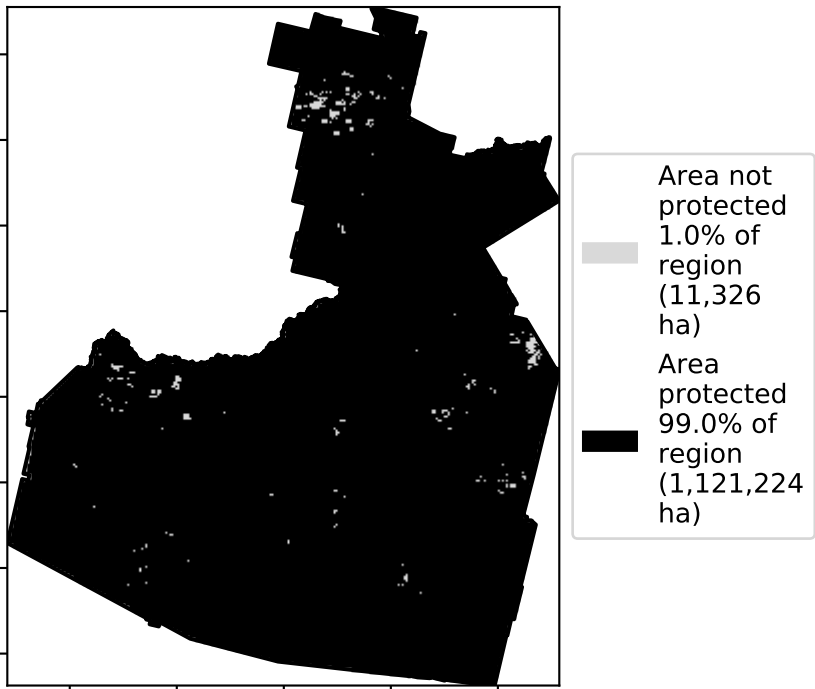 Area not
protected
1.0% of
region
(11,326
ha)
Area
protected
99.0% of
region
(1,121,224
ha)